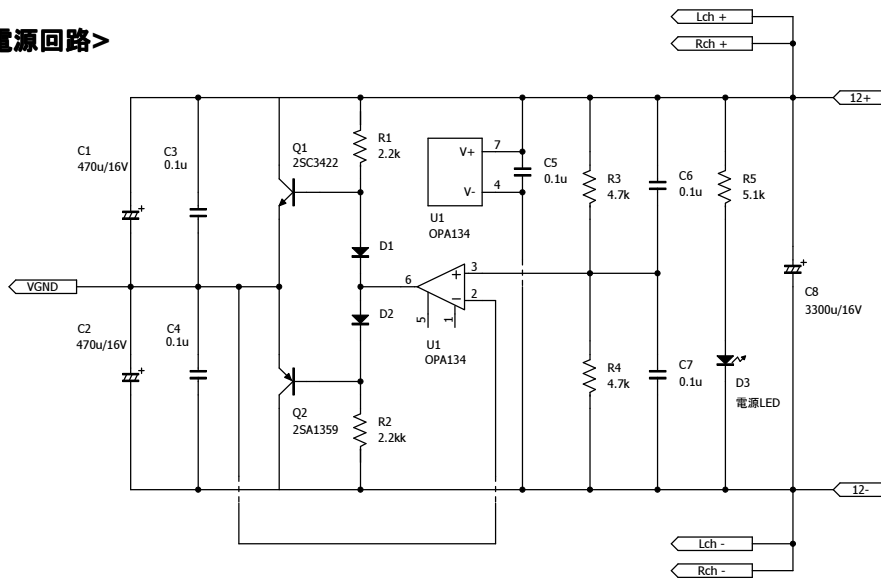 電源回路>
Lch +
Rch +
12+
C1
470u/16V
C3
0.1u
Q1
2SC3422
R1
2.2k
V+
7
V-
4
U1
OPA134
C5
0.1u
R3
4.7k
C6
0.1u
R5
5.1k
D1
VGND
6
+
3
−
2
5
1
U1
OPA134
D2
C8
3300u/16V
C2
470u/16V
C4
0.1u
Q2
2SA1359
R2
2.2kk
R4
4.7k
C7
0.1u
D3
電源LED
12-
Lch -
Rch -